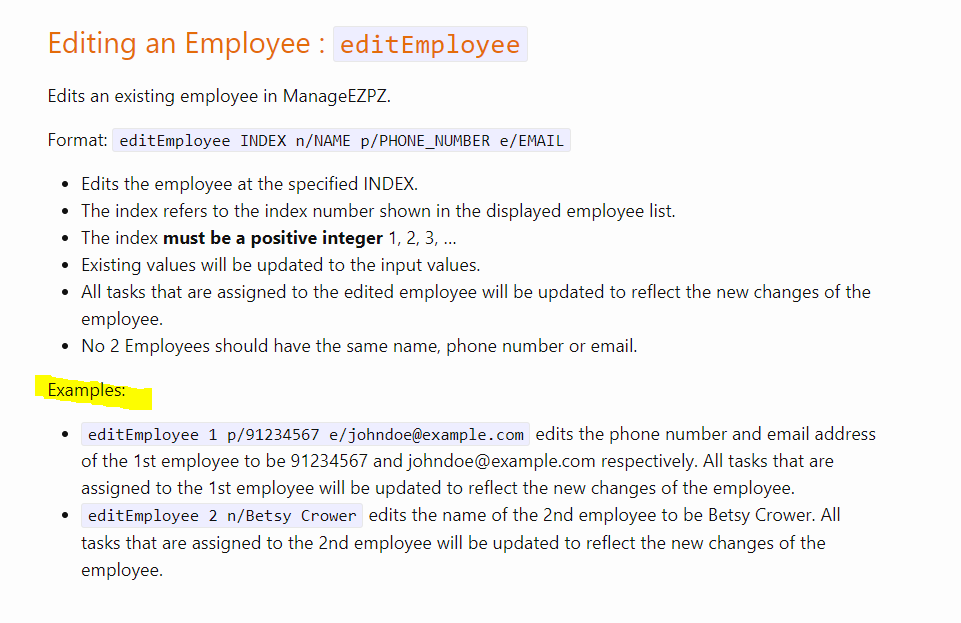 Editing an Employee : editEmployee
Edits an existing employee in ManageEZPZ.
Format: editEmployee INDEX n/NAME p/PHONE_NUMBER e/EMAIL
• Edits the employee at the specified INDEX.
• The index refers to the index number shown in the displayed employee list.
• The index must be a positive integer 1, 2, 3, …
• Existing values will be updated to the input values.
• All tasks that are assigned to the edited employee will be updated to reflect the new changes of the
employee.
• No 2 Employees should have the same name, phone number or email.
Examples:
• editEmployee 1 p/91234567 e/johndoe@example.com edits the phone number and email address
of the 1st employee to be 91234567 and johndoe@example.com respectively. All tasks that are
assigned to the 1st employee will be updated to reflect the new changes of the employee.
• editEmployee 2 n/Betsy Crower edits the name of the 2nd employee to be Betsy Crower. All
tasks that are assigned to the 2nd employee will be updated to reflect the new changes of the
employee.